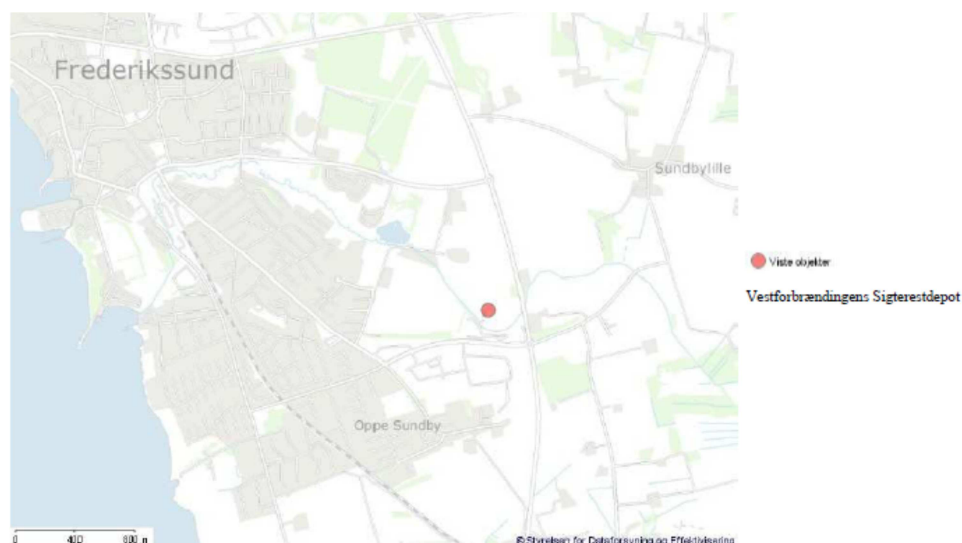 Frederikssund
Sundbylille
Viste objekter
Vestforbrændingens Sigterestdepot
Oppe Sundby
0 400 800 m
© Styrelsen for Dataforsyning og Effektivisering